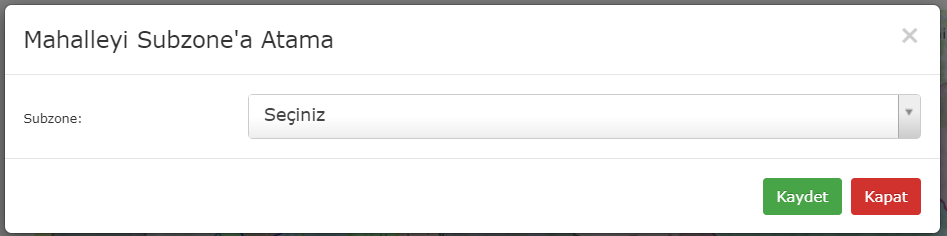 Mahalleyi Subzone'a Atama
×
Subzone:
Seçiniz
Kaydet
Kapat